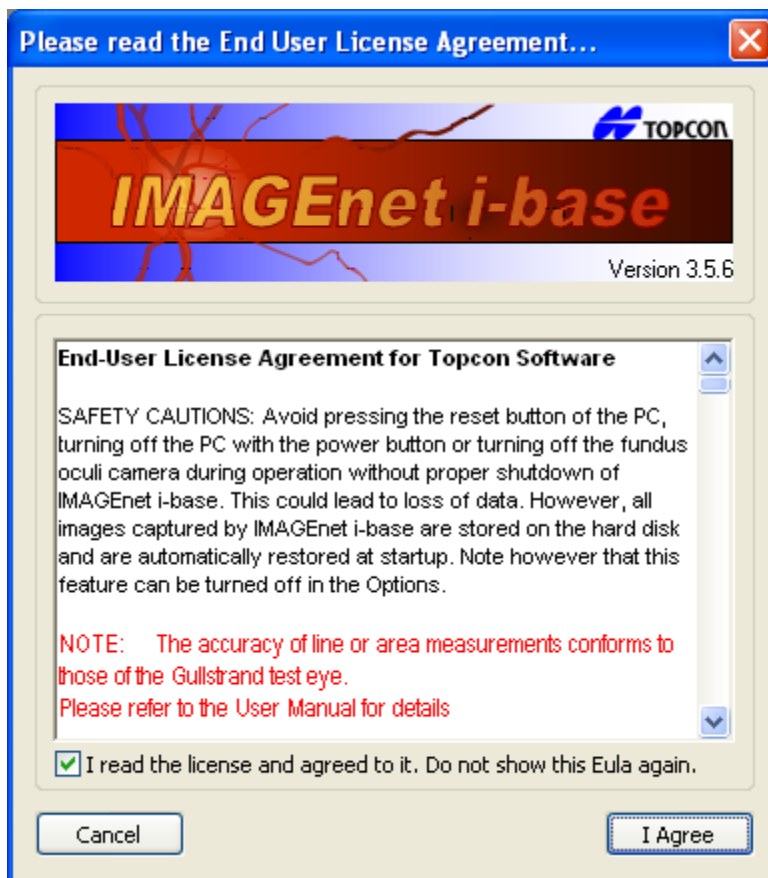 Please read the End User License Agreement...
TOPCON
IMAGEnet i-base
Version 3.5.6
End-User License Agreement for Topcon Software
SAFETY CAUTIONS: Avoid pressing the reset button of the PC,
turning off the PC with the power button or turning off the fundus
oculi camera during operation without proper shutdown of
IMAGEnet i-base. This could lead to loss of data. However, all
images captured by IMAGEnet i-base are stored on the hard disk
and are automatically restored at startup. Note however that this
feature can be turned off in the Options.
NOTE: The accuracy of line or area measurements conforms to
those of the Gullstrand test eye.
Please refer to the User Manual for details
I read the license and agreed to it. Do not show this Eula again.
Cancel
I Agree